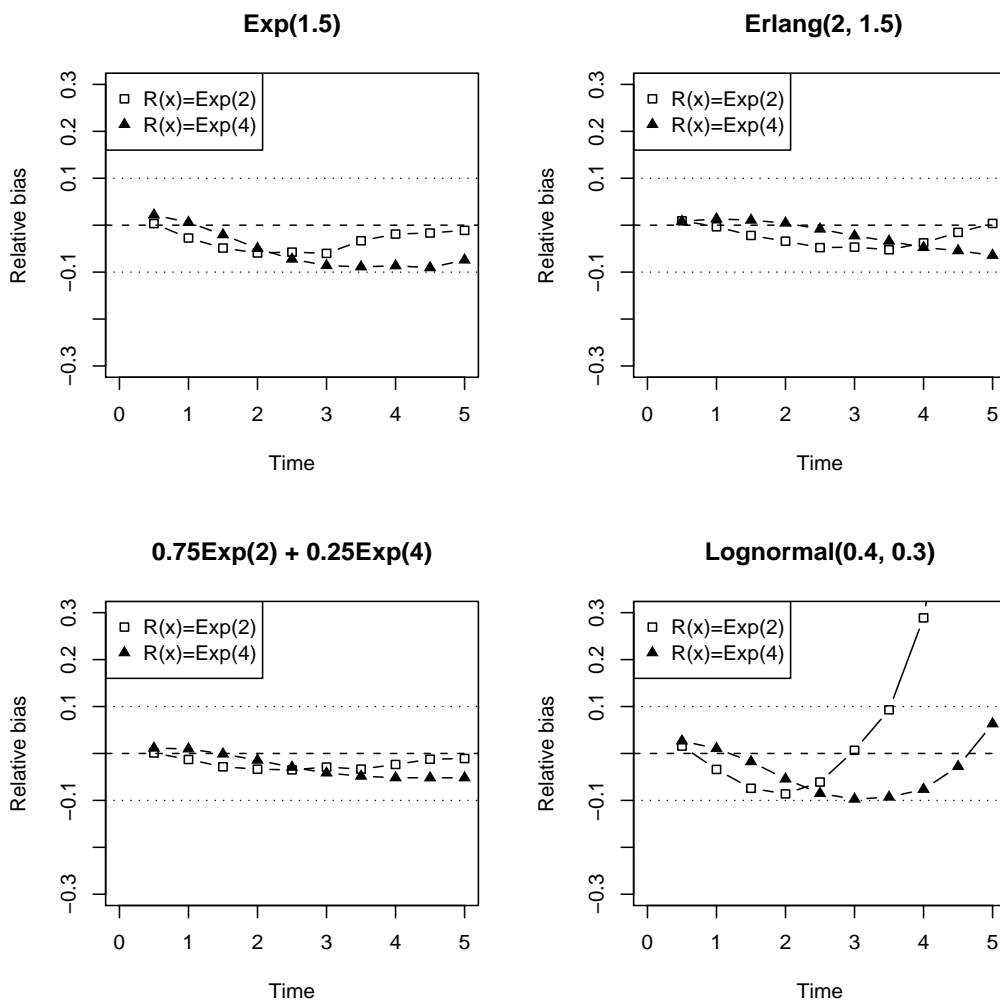 Exp(1.5)
R(x)=Exp(2)
R(x)=Exp(4)
Relative bias
0.3
0.2
0.1
−0.1
−0.3
0 1 2 3 4 5
Time
Erlang(2, 1.5)
R(x)=Exp(2)
R(x)=Exp(4)
Relative bias
0.3
0.2
0.1
−0.1
−0.3
0 1 2 3 4 5
Time
0.75Exp(2) + 0.25Exp(4)
R(x)=Exp(2)
R(x)=Exp(4)
Relative bias
0.3
0.2
0.1
−0.1
−0.3
0 1 2 3 4 5
Time
Lognormal(0.4, 0.3)
R(x)=Exp(2)
R(x)=Exp(4)
Relative bias
0.3
0.2
0.1
−0.1
−0.3
0 1 2 3 4 5
Time